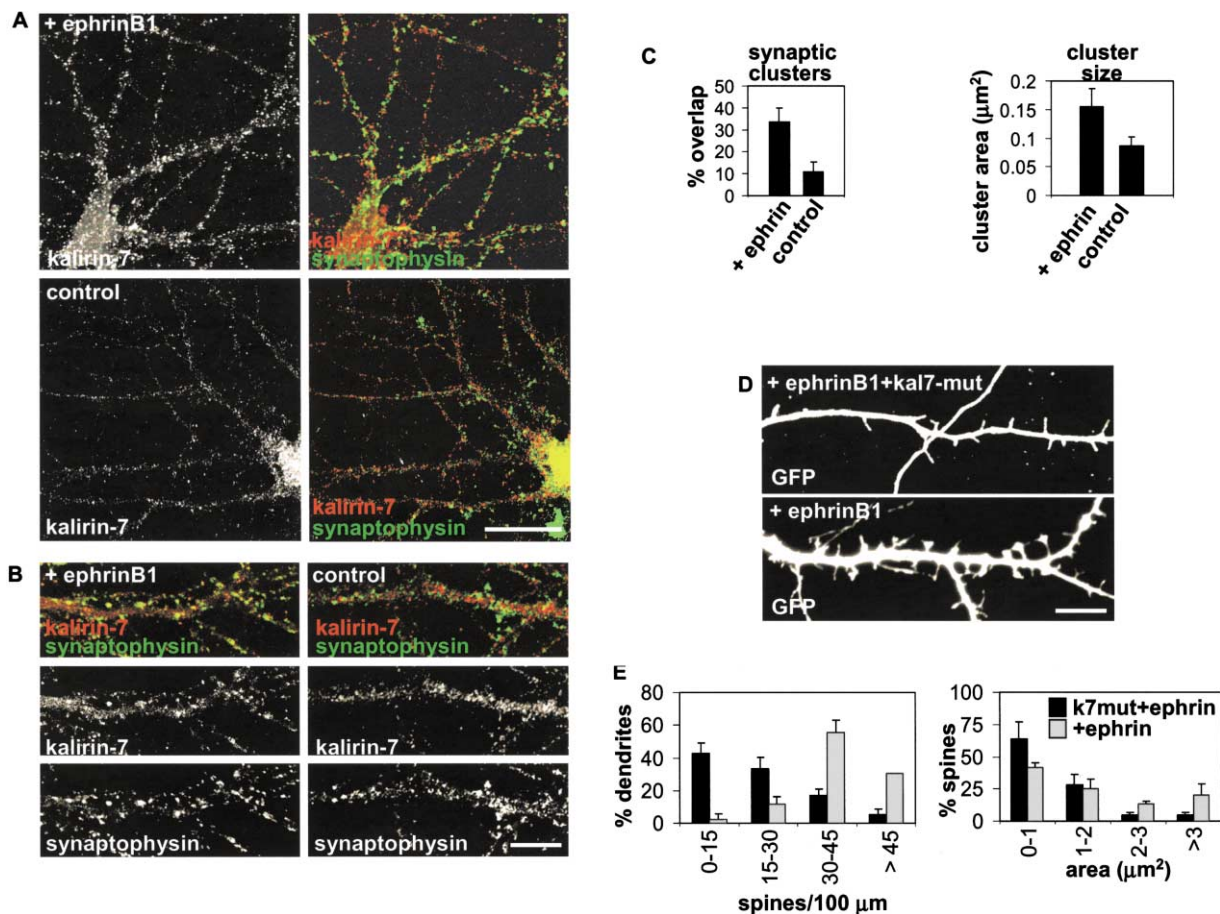 A
+ ephrinB1
kalirin-7
kalirin-7
synaptophysin
control
kalirin-7
kalirin-7
synaptophysin
B
+ ephrinB1
kalirin-7
synaptophysin
control
kalirin-7
synaptophysin
kalirin-7
kalirin-7
synaptophysin
synaptophysin
C
synaptic
clusters
% overlap
50
40
30
20
10
0
+ ephrin
control
cluster
size
cluster area (μm²)
0.2
0.15
0.1
0.05
0
+ ephrin
control
D
+ ephrinB1+kal7-mut
GFP
+ ephrinB1
GFP
E
% dendrites
80
60
40
20
0
0-15
15-30
30-45
> 45
spines/100 μm
% spines
100
75
50
25
0
k7mut+ephrin
+ephrin
0-1
1-2
2-3
>3
area (μm²)